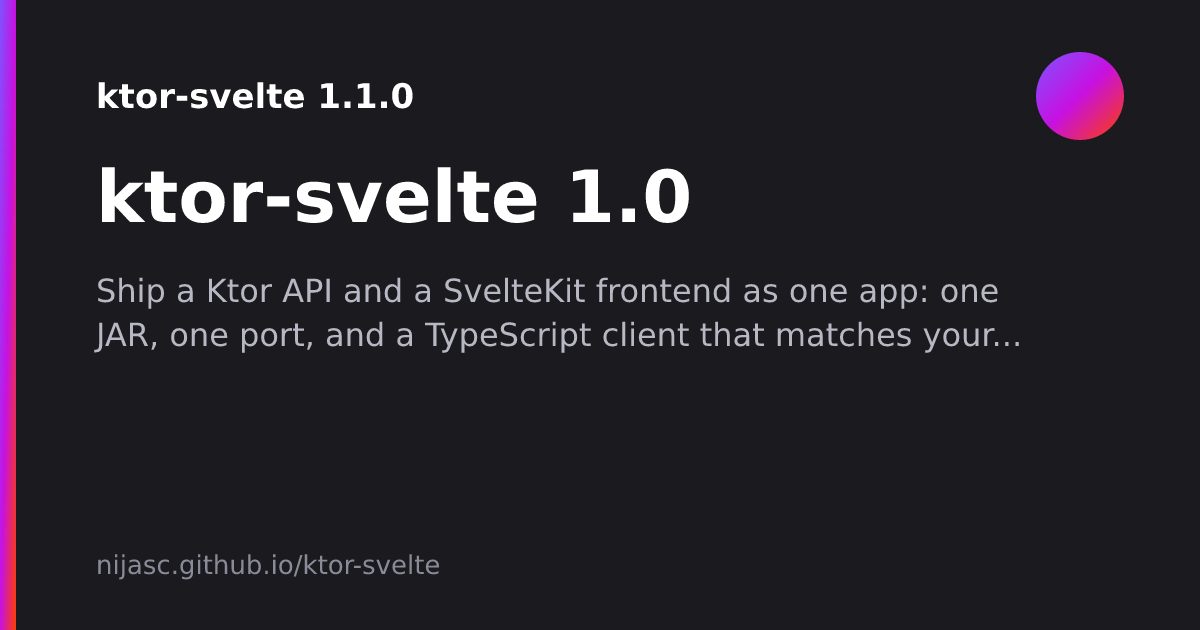 ktor-svelte 1.1.0
ktor-svelte 1.0
Ship a Ktor API and a SvelteKit frontend as one app: one
JAR, one port, and a TypeScript client that matches your...
nijasc.github.io/ktor-svelte